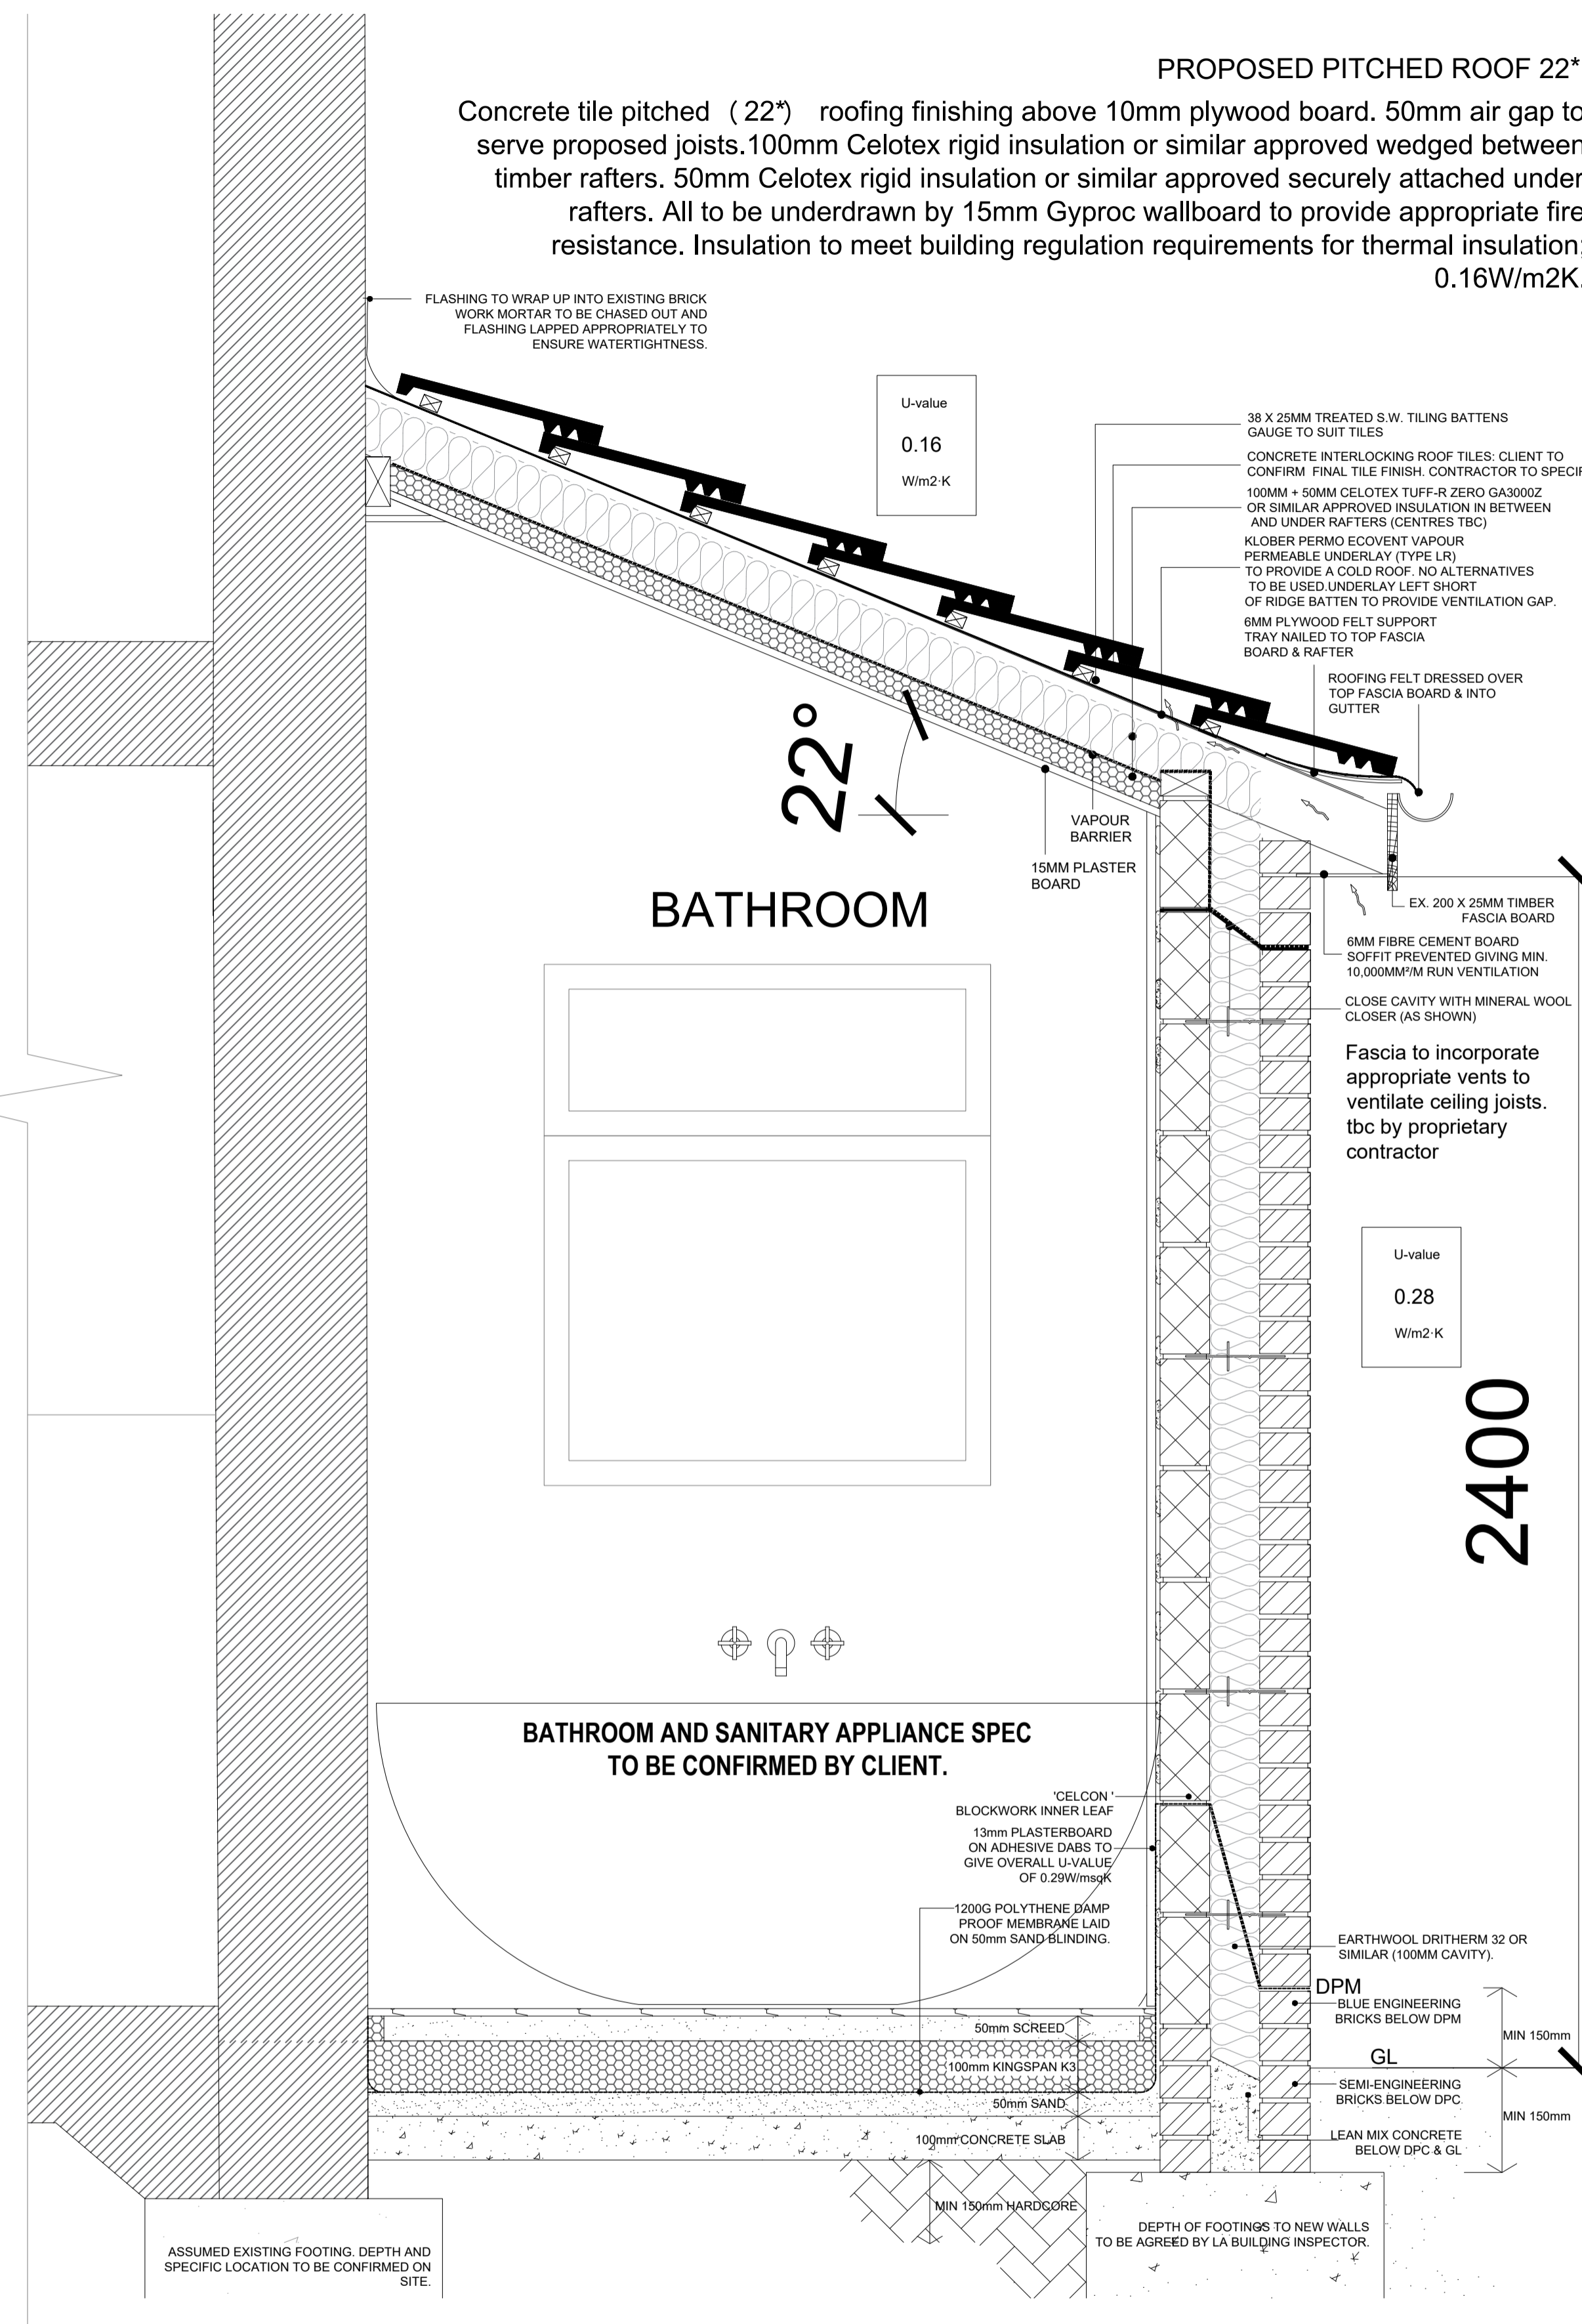 PROPOSED PITCHED ROOF 22*
Concrete tile pitched (22*) roofing finishing above 10mm plywood board. 50mm air gap to
serve proposed joists.100mm Celotex rigid insulation or similar approved wedged between
timber rafters. 50mm Celotex rigid insulation or similar approved securely attached under
rafters. All to be underdrawn by 15mm Gyproc wallboard to provide appropriate fire
resistance. Insulation to meet building regulation requirements for thermal insulation;
0.16W/m2K.
FLASHING TO WRAP UP INTO EXISTING BRICK
WORK MORTAR TO BE CHASED OUT AND
FLASHING LAPPED APPROPRIATELY TO
ENSURE WATERTIGHTNESS.
U-value
0.16
W/m2·K
38 X 25MM TREATED S.W. TILING BATTENS
GAUGE TO SUIT TILES
CONCRETE INTERLOCKING ROOF TILES: CLIENT TO
CONFIRM FINAL TILE FINISH. CONTRACTOR TO SPECIF
100MM + 50MM CELOTEX TUFF-R ZERO GA3000Z
OR SIMILAR APPROVED INSULATION IN BETWEEN
AND UNDER RAFTERS (CENTRES TBC)
KLOBER PERMO ECOVENT VAPOUR
PERMEABLE UNDERLAY (TYPE LR)
TO PROVIDE A COLD ROOF. NO ALTERNATIVES
TO BE USED.UNDERLAY LEFT SHORT
OF RIDGE BATTEN TO PROVIDE VENTILATION GAP.
6MM PLYWOOD FELT SUPPORT
TRAY NAILED TO TOP FASCIA
BOARD & RAFTER
ROOFING FELT DRESSED OVER
TOP FASCIA BOARD & INTO
GUTTER
22°
VAPOUR
BARRIER
15MM PLASTER
BOARD
BATHROOM
EX. 200 X 25MM TIMBER
FASCIA BOARD
6MM FIBRE CEMENT BOARD
SOFFIT PREVENTED GIVING MIN.
10,000MM²/M RUN VENTILATION
CLOSE CAVITY WITH MINERAL WOOL
CLOSER (AS SHOWN)
Fascia to incorporate
appropriate vents to
ventilate ceiling joists.
tbc by proprietary
contractor
U-value
0.28
W/m2·K
2400
BATHROOM AND SANITARY APPLIANCE SPEC
TO BE CONFIRMED BY CLIENT.
'CELCON '
BLOCKWORK INNER LEAF
13mm PLASTERBOARD
ON ADHESIVE DABS TO
GIVE OVERALL U-VALUE
OF 0.29W/msqK
1200G POLYTHENE DAMP
PROOF MEMBRANE LAID
ON 50mm SAND BLINDING.
EARTHWOOL DRITHERM 32 OR
SIMILAR (100MM CAVITY).
DPM
BLUE ENGINEERING
BRICKS BELOW DPM
MIN 150mm
GL
SEMI-ENGINEERING
BRICKS BELOW DPC
MIN 150mm
LEAN MIX CONCRETE
BELOW DPC & GL
50mm SCREED
100mm KINGSPAN K3
50mm SAND
100mm CONCRETE SLAB
MIN 150mm HARDCORE
DEPTH OF FOOTINGS TO NEW WALLS
TO BE AGREED BY LA BUILDING INSPECTOR.
ASSUMED EXISTING FOOTING. DEPTH AND
SPECIFIC LOCATION TO BE CONFIRMED ON
SITE.